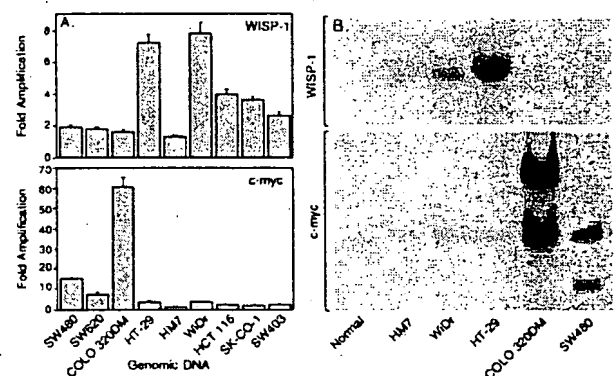 A.
WISP-1
Fold Amplification
8
6
4
2
0
c-myc
Fold Amplification
70
60
50
40
30
20
10
0
SW480
SW620
COLO 320DM
HT-29
HM7
WiDr
HCT 116
SK-CO-1
SW403
Genomic DNA
B.
WISP-1
c-myc
Normal
HM7
WiDr
HT-29
COLO 320DM
SW480